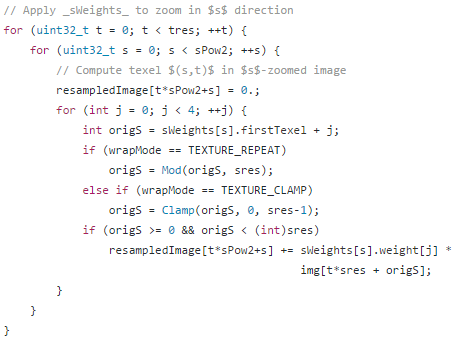 // Apply _sWeights_ to zoom in $s$ direction
for (uint32_t t = 0; t < tres; ++t) {
    for (uint32_t s = 0; s < sPow2; ++s) {
        // Compute texel $(s,t)$ in $s$-zoomed image
        resampledImage[t*sPow2+s] = 0.;
        for (int j = 0; j < 4; ++j) {
            int origS = sWeights[s].firstTexel + j;
            if (wrapMode == TEXTURE_REPEAT)
                origS = Mod(origS, sres);
            else if (wrapMode == TEXTURE_CLAMP)
                origS = Clamp(origS, 0, sres-1);
            if (origS >= 0 && origS < (int)sres)
                resampledImage[t*sPow2+s] += sWeights[s].weight[j] *
                                             img[t*sres + origS];
        }
    }
}